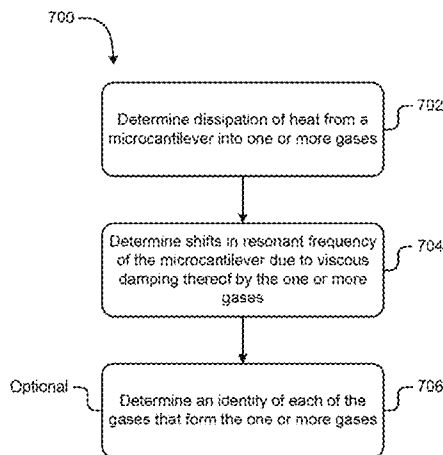 700
Determine dissipation of heat from a
microcantilever into one or more gases
702
Determine shifts in resonant frequency
of the microcantilever due to viscous
damping thereof by the one or more
gases
704
Optional
Determine an identity of each of the
gases that form the one or more gases
706